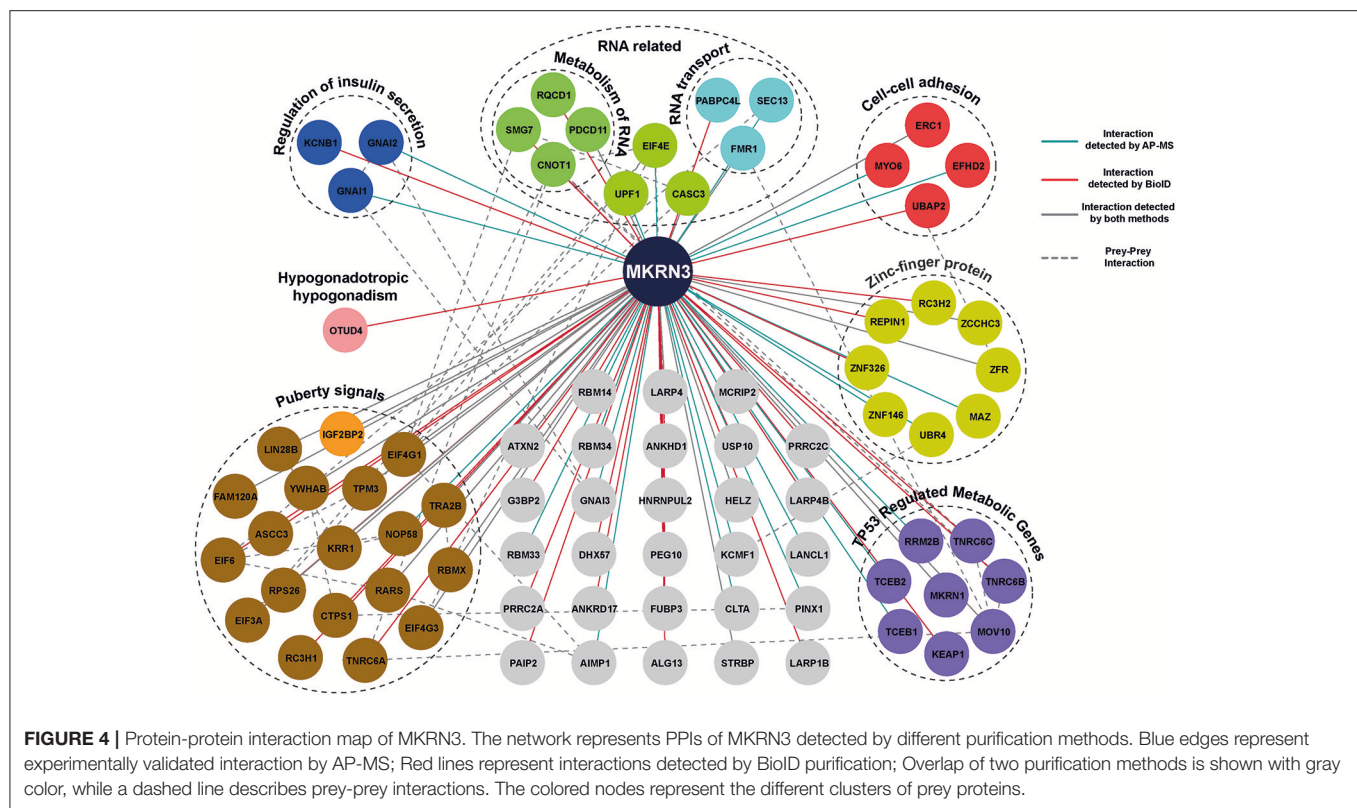 RNA related
Metabolism of RNA
RNA transport
Regulation of insulin secretion
Cell-cell adhesion
RQCD1
SMG7
PDCD11
CNOT1
EIF4E
UPF1
CASC3
PABPC4L
SEC13
FMR1
KCNB1
GNAI2
GNAI1
ERC1
MYO6
EFHD2
UBAP2
Interaction
detected by AP-MS
Interaction
detected by BioID
Interaction detected
by both methods
Prey-Prey
Interaction
MKRN3
Hypogonadotropic
hypogonadism
OTUD4
Zinc-finger protein
RC3H2
REPIN1
ZCCHC3
ZNF326
ZFR
ZNF146
MAZ
UBR4
Puberty signals
IGF2BP2
LIN28B
EIF4G1
FAM120A
YWHAB
TPM3
TRA2B
ASCC3
NOP58
EIF6
KRR1
RBMX
RPS26
RARS
EIF3A
CTPS1
EIF4G3
RC3H1
TNRC6A
RBM14
LARP4
MCRIP2
ATXN2
RBM34
ANKHD1
USP10
PRRC2C
G3BP2
GNAI3
HNRNPUL2
HELZ
LARP4B
RBM33
DHX57
PEG10
KCMF1
LANCL1
PRRC2A
ANKRD17
FUBP3
CLTA
PINX1
PAIP2
AIMP1
ALG13
STRBP
LARP1B
TP53 Regulated Metabolic Genes
RRM2B
TNRC6C
TCEB2
TNRC6B
MKRN1
TCEB1
MOV10
KEAP1
FIGURE 4 | Protein-protein interaction map of MKRN3. The network represents PPIs of MKRN3 detected by different purification methods. Blue edges represent
experimentally validated interaction by AP-MS; Red lines represent interactions detected by BioID purification; Overlap of two purification methods is shown with gray
color, while a dashed line describes prey-prey interactions. The colored nodes represent the different clusters of prey proteins.